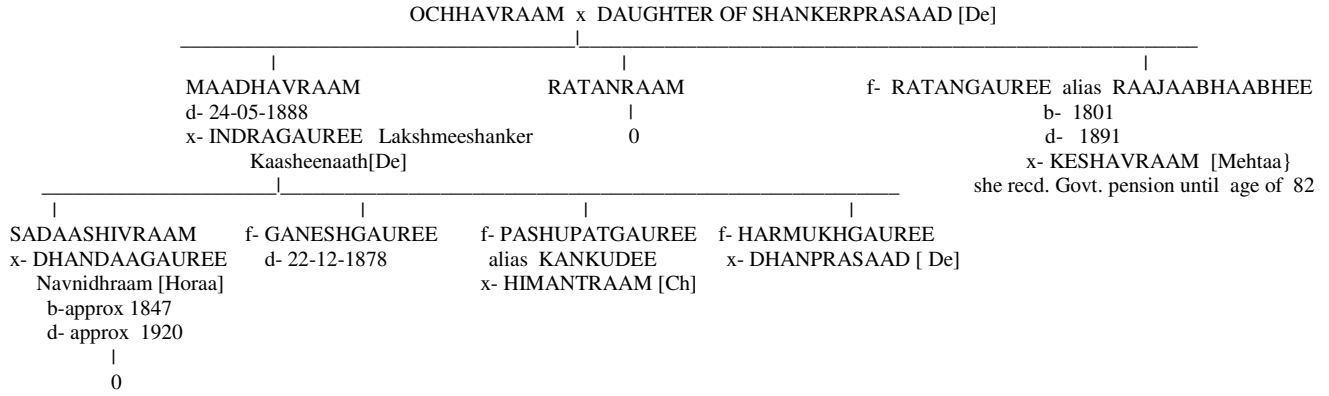 OCHHAVRAAM x DAUGHTER OF SHANKERPRASAAD [De]
MAADHAVRAAM RATANRAAM f- RATANGAUREE alias RAAJAABHAABHEE
d- 24-05-1888 b- 1801
x- INDRAGAUREE Lakshmeeshanker 0 d- 1891
Kaasheenaath[De] x- KESHAVRAAM [Mehtaa}
she recd. Govt. pension until age of 82
SADAASHIVRAAM f- GANESHGAUREE f- PASHUPATGAUREE f- HARMUKHGAUREE
x- DHANDAAGAUREE d- 22-12-1878 alias KANKUDEE x- DHANPRASAAD [ De]
Navnidhraam [Horaa] x- HIMANTRAAM [Ch]
b-approx 1847
d- approx 1920
0